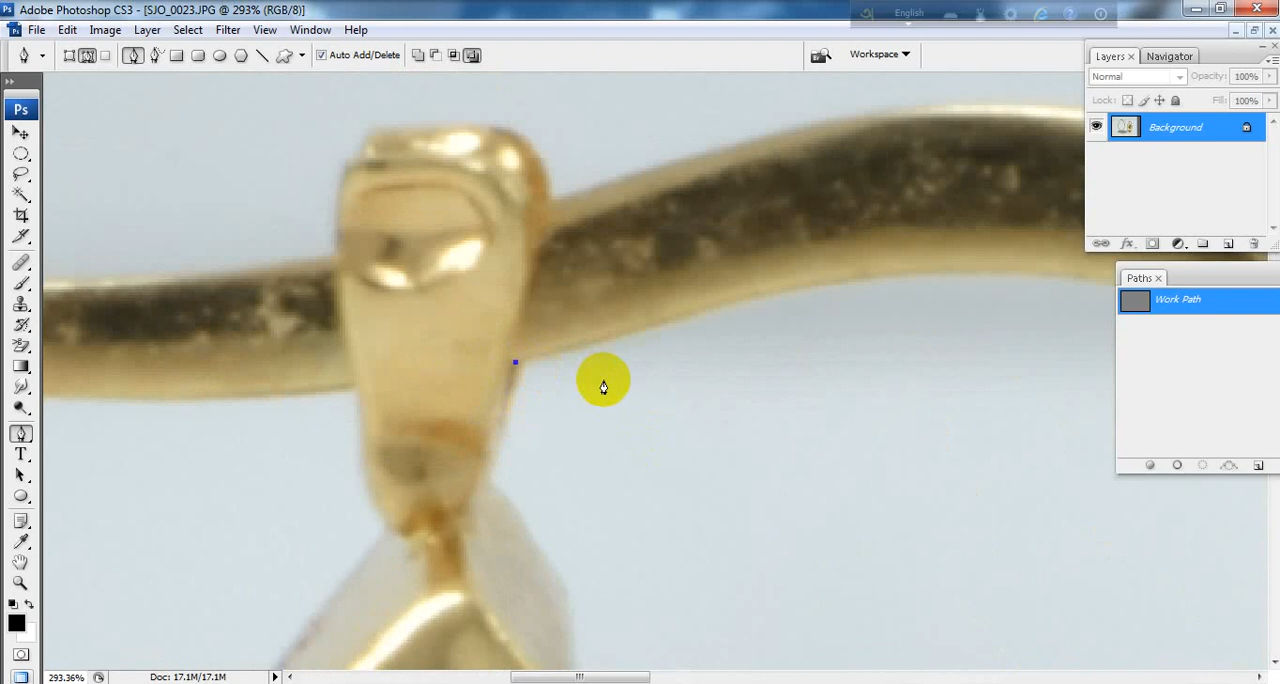 Adobe Photoshop CS3 - [SJO_0023.JPG @ 293% (RGB/8)]
English
File Edit Image Layer Select Filter View Window Help
Auto Add/Delete
Workspace
Layers Navigator
Normal Opacity: 100%
Lock: Fill: 100%
Ps
Background
Paths
Work Path
T
293.36% Doc: 17.1M/17.1M